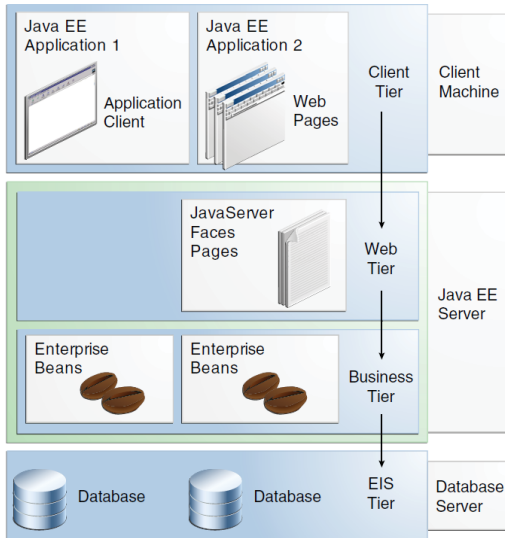 Java EE
Application 1
Application
Client
Java EE
Application 2
Web
Pages
Client
Tier
Client
Machine
JavaServer
Faces
Pages
Web
Tier
Java EE
Server
Enterprise
Beans
Enterprise
Beans
Business
Tier
Database
Database
EIS
Tier
Database
Server